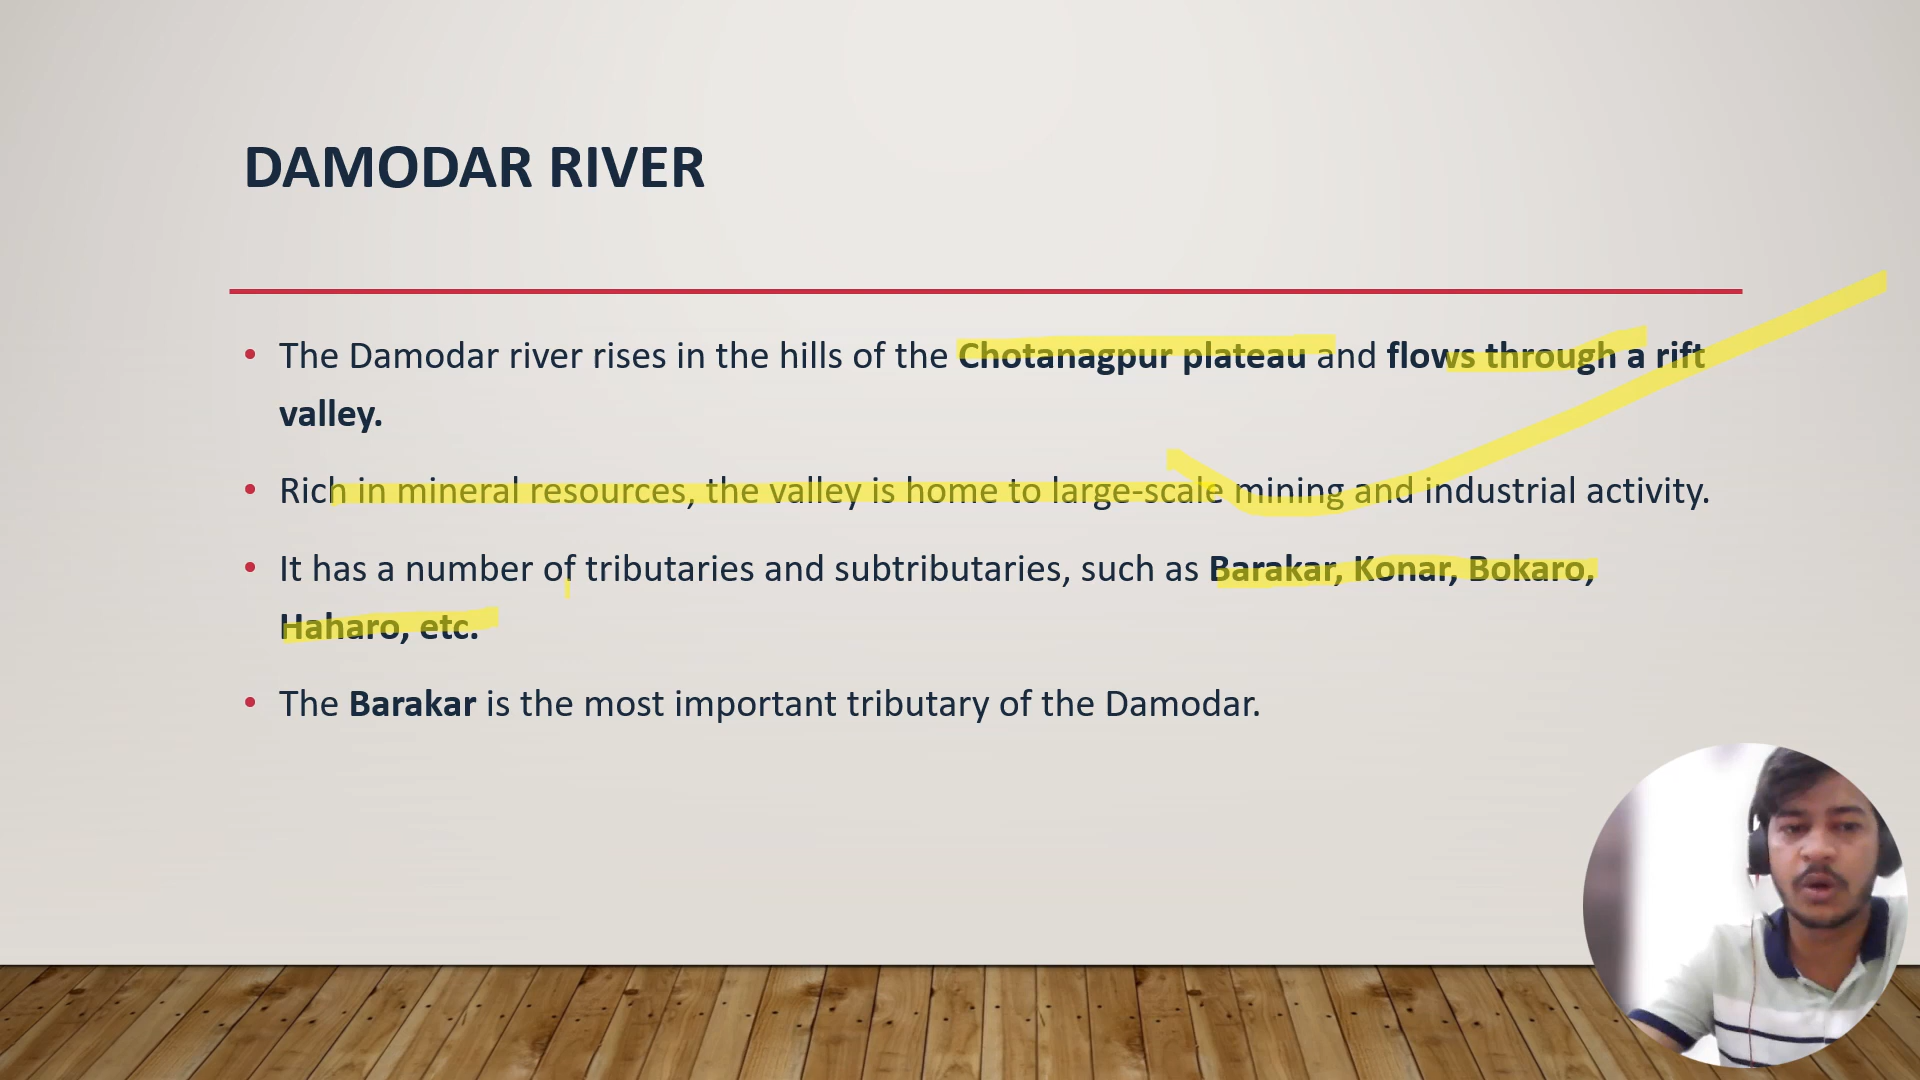 DAMODAR RIVER
• The Damodar river rises in the hills of the Chotanagpur plateau and flows through a rift
valley.
• Rich in mineral resources, the valley is home to large-scale mining and industrial activity.
• It has a number of tributaries and subtributaries, such as Barakar, Konar, Bokaro,
Haharo, etc.
• The Barakar is the most important tributary of the Damodar.